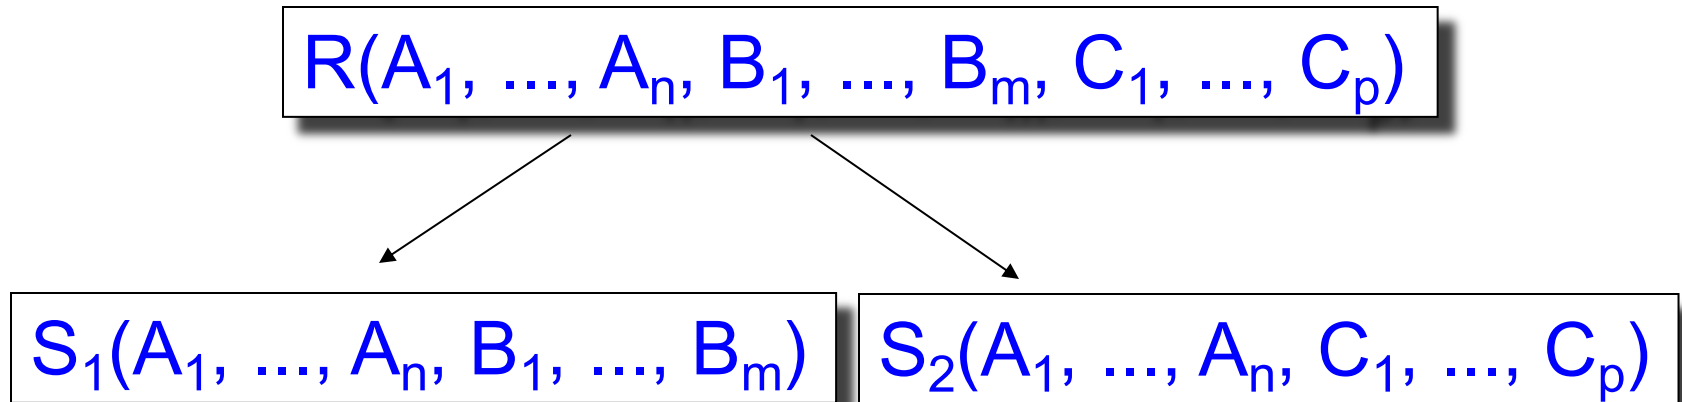 R(A₁, ..., Aₙ, B₁, ..., Bₘ, C₁, ..., Cₚ)
S₁(A₁, ..., Aₙ, B₁, ..., Bₘ)
S₂(A₁, ..., Aₙ, C₁, ..., Cₚ)